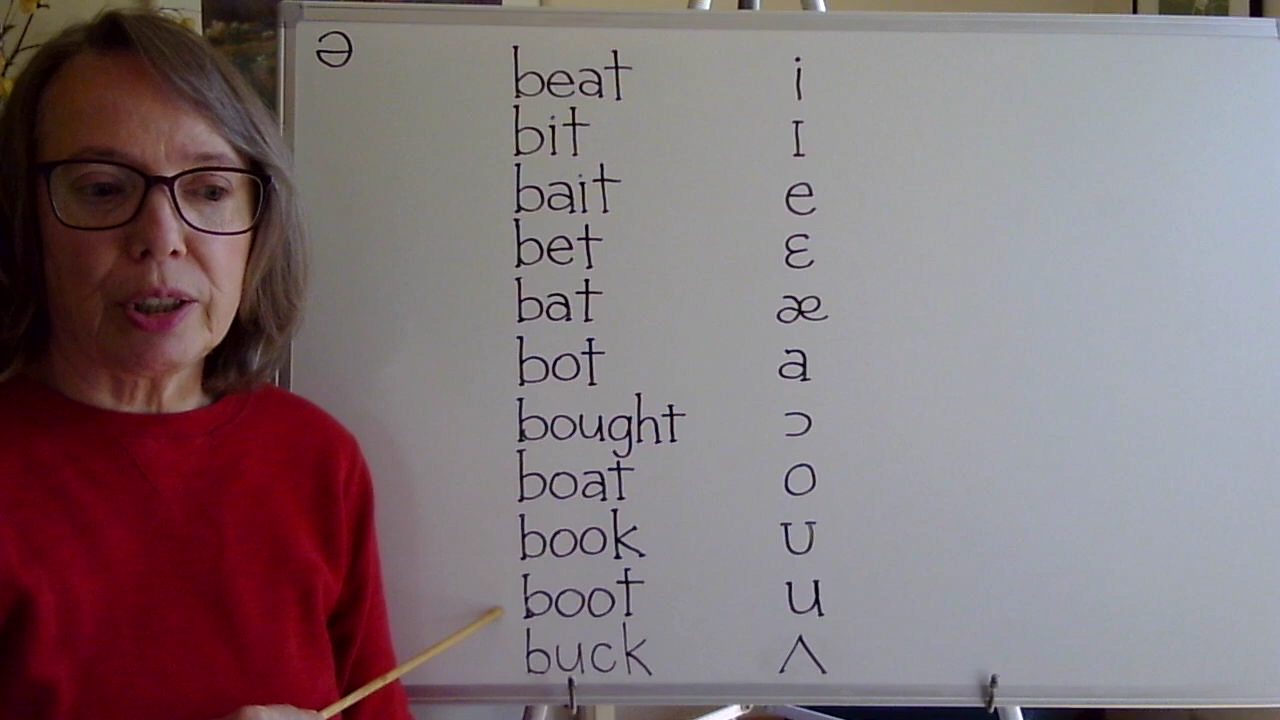 ə
beat i
bit ɪ
bait e
bet ɛ
bat æ
bot a
bought ɔ
boat o
book ʊ
boot u
buck ʌ